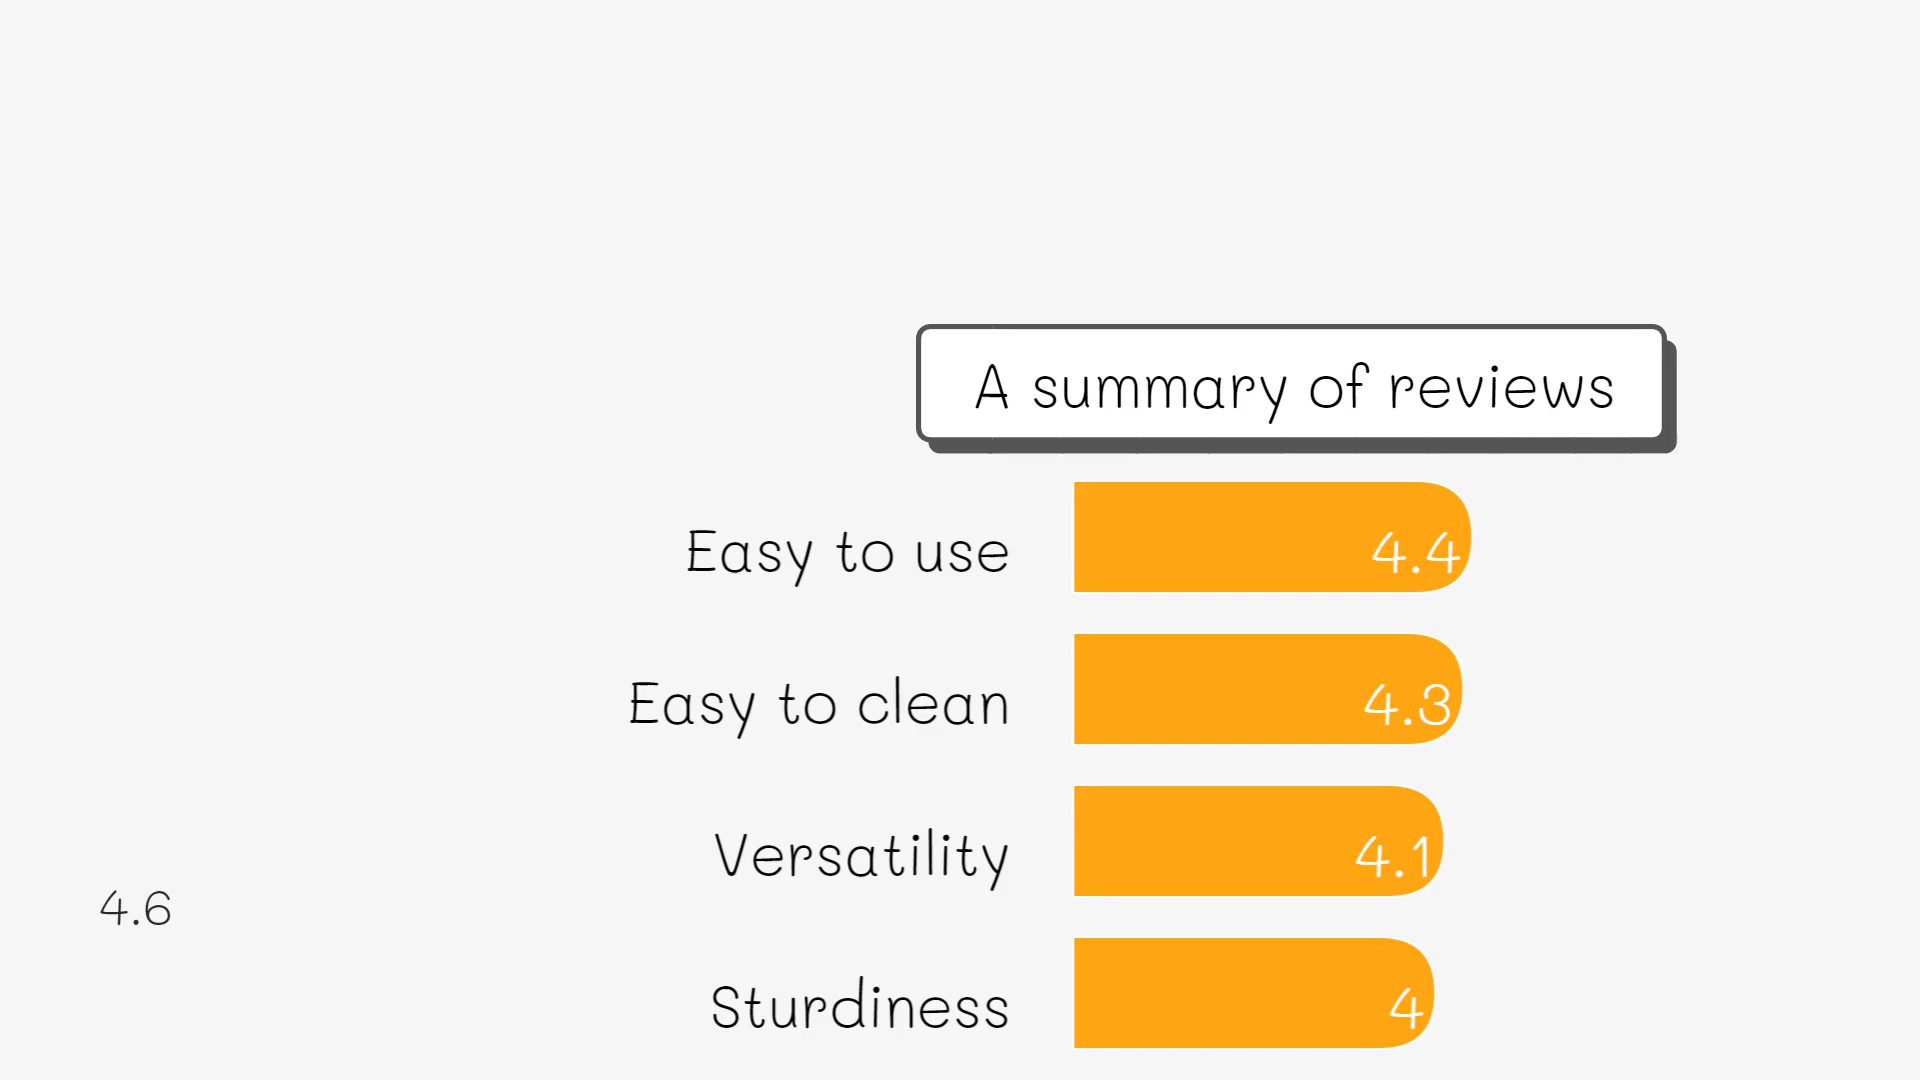 A summary of reviews
Easy to use 4.4
Easy to clean 4.3
Versatility 4.1
4.6
Sturdiness 4